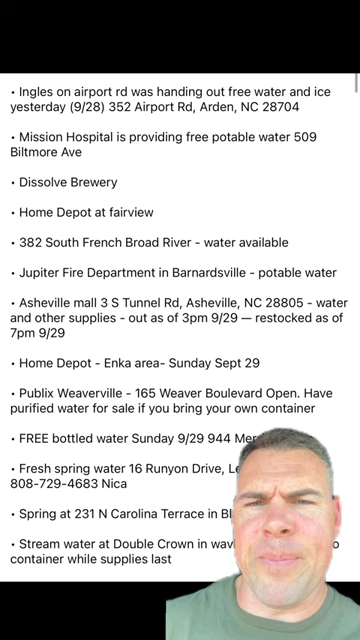 • Ingles on airport rd was handing out free water and ice
yesterday (9/28) 352 Airport Rd, Arden, NC 28704
• Mission Hospital is providing free potable water 509
Biltmore Ave
• Dissolve Brewery
• Home Depot at fairview
• 382 South French Broad River - water available
• Jupiter Fire Department in Barnardsville - potable water
• Asheville mall 3 S Tunnel Rd, Asheville, NC 28805 - water
and other supplies - out as of 3pm 9/29 — restocked as of
7pm 9/29
• Home Depot - Enka area- Sunday Sept 29
• Publix Weaverville - 165 Weaver Boulevard Open. Have
purified water for sale if you bring your own container
• FREE bottled water Sunday 9/29 944
• Fresh spring water 16 Runyon Drive,
808-729-4683 Nica
• Spring at 231 N Carolina Terrace in
• Stream water at Double Crown in
container while supplies last